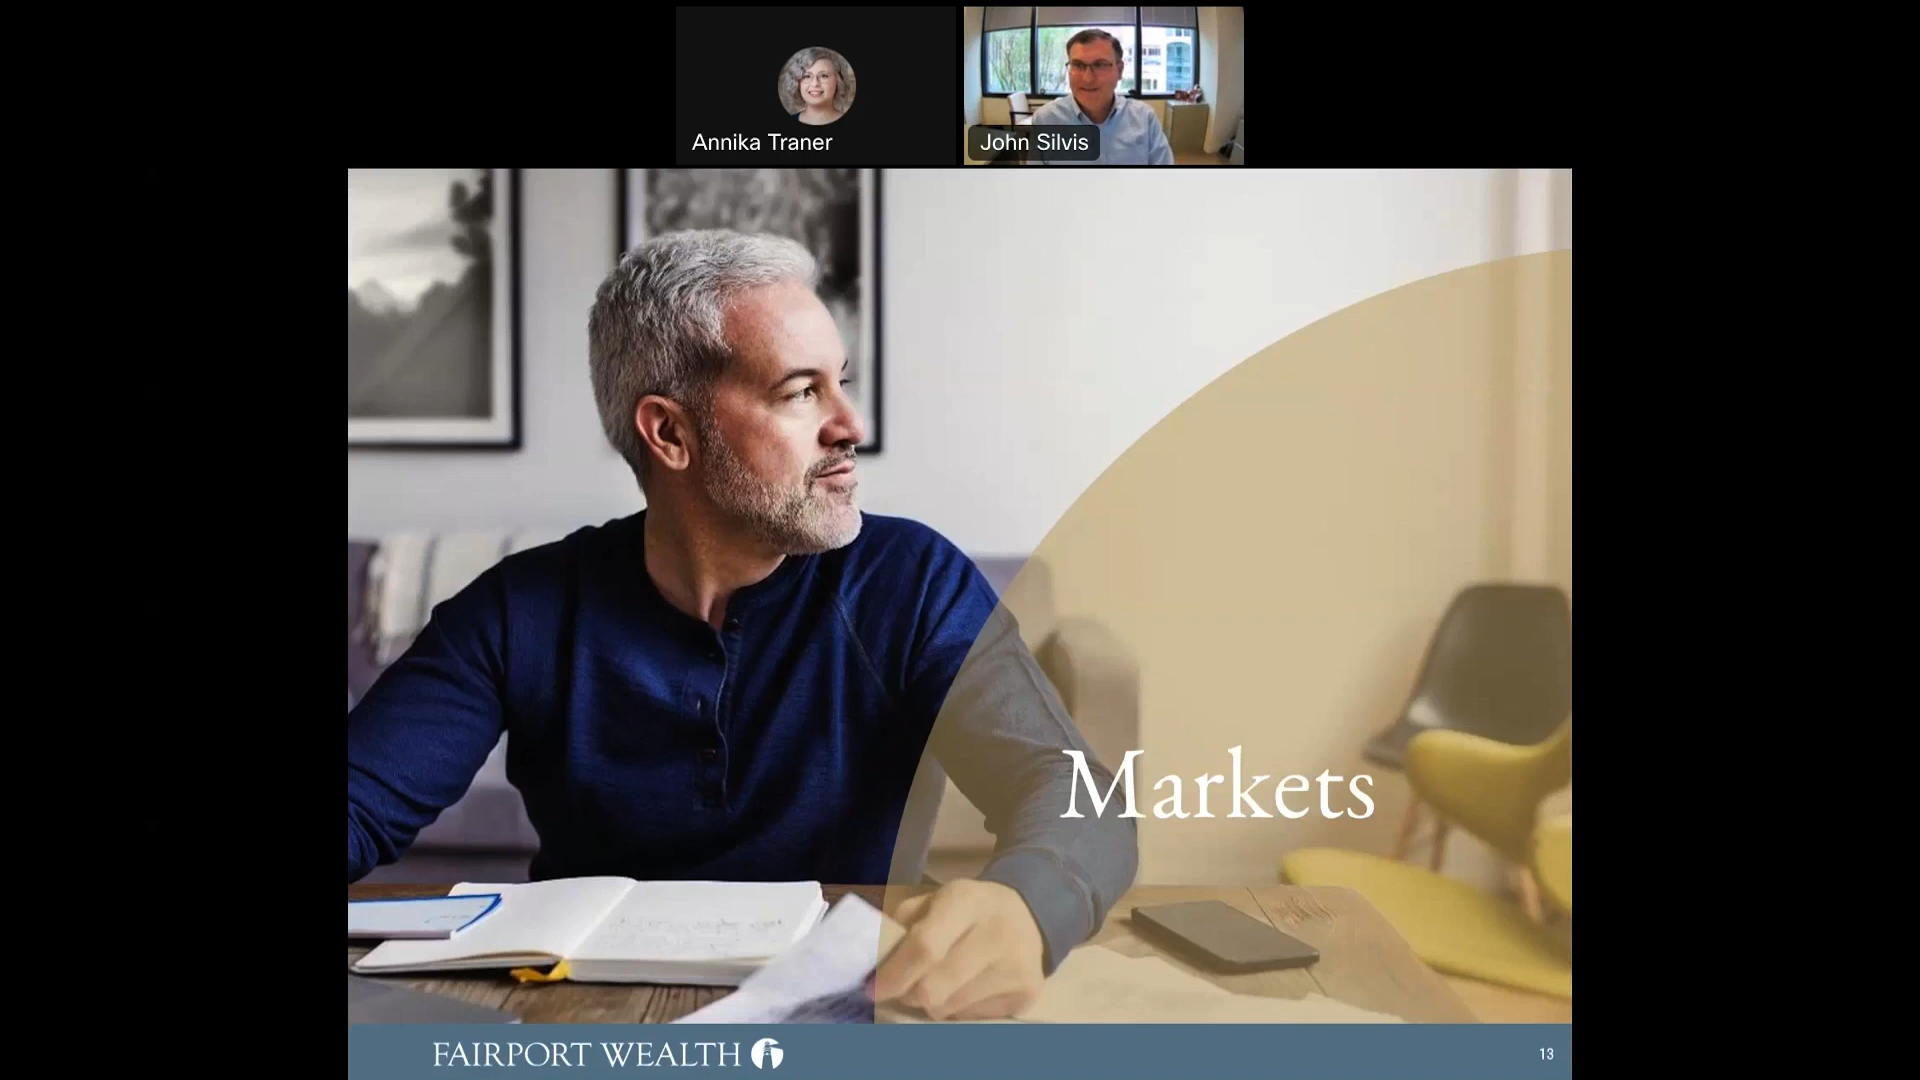 Annika Traner
John Silvis
Markets
FAIRPORT WEALTH
13